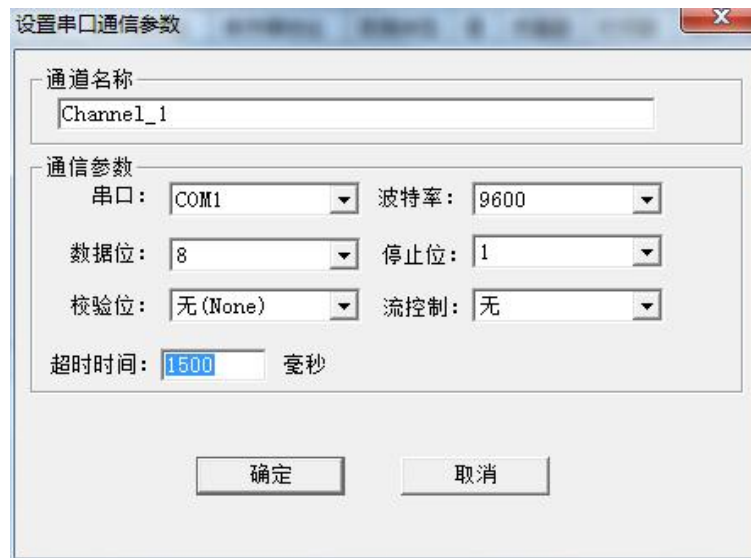 设置串口通信参数
通道名称
Channel_1
通信参数
串口： COM1 波特率： 9600
数据位： 8 停止位： 1
校验位： 无(None) 流控制： 无
超时时间： 1500 毫秒
确定 取消